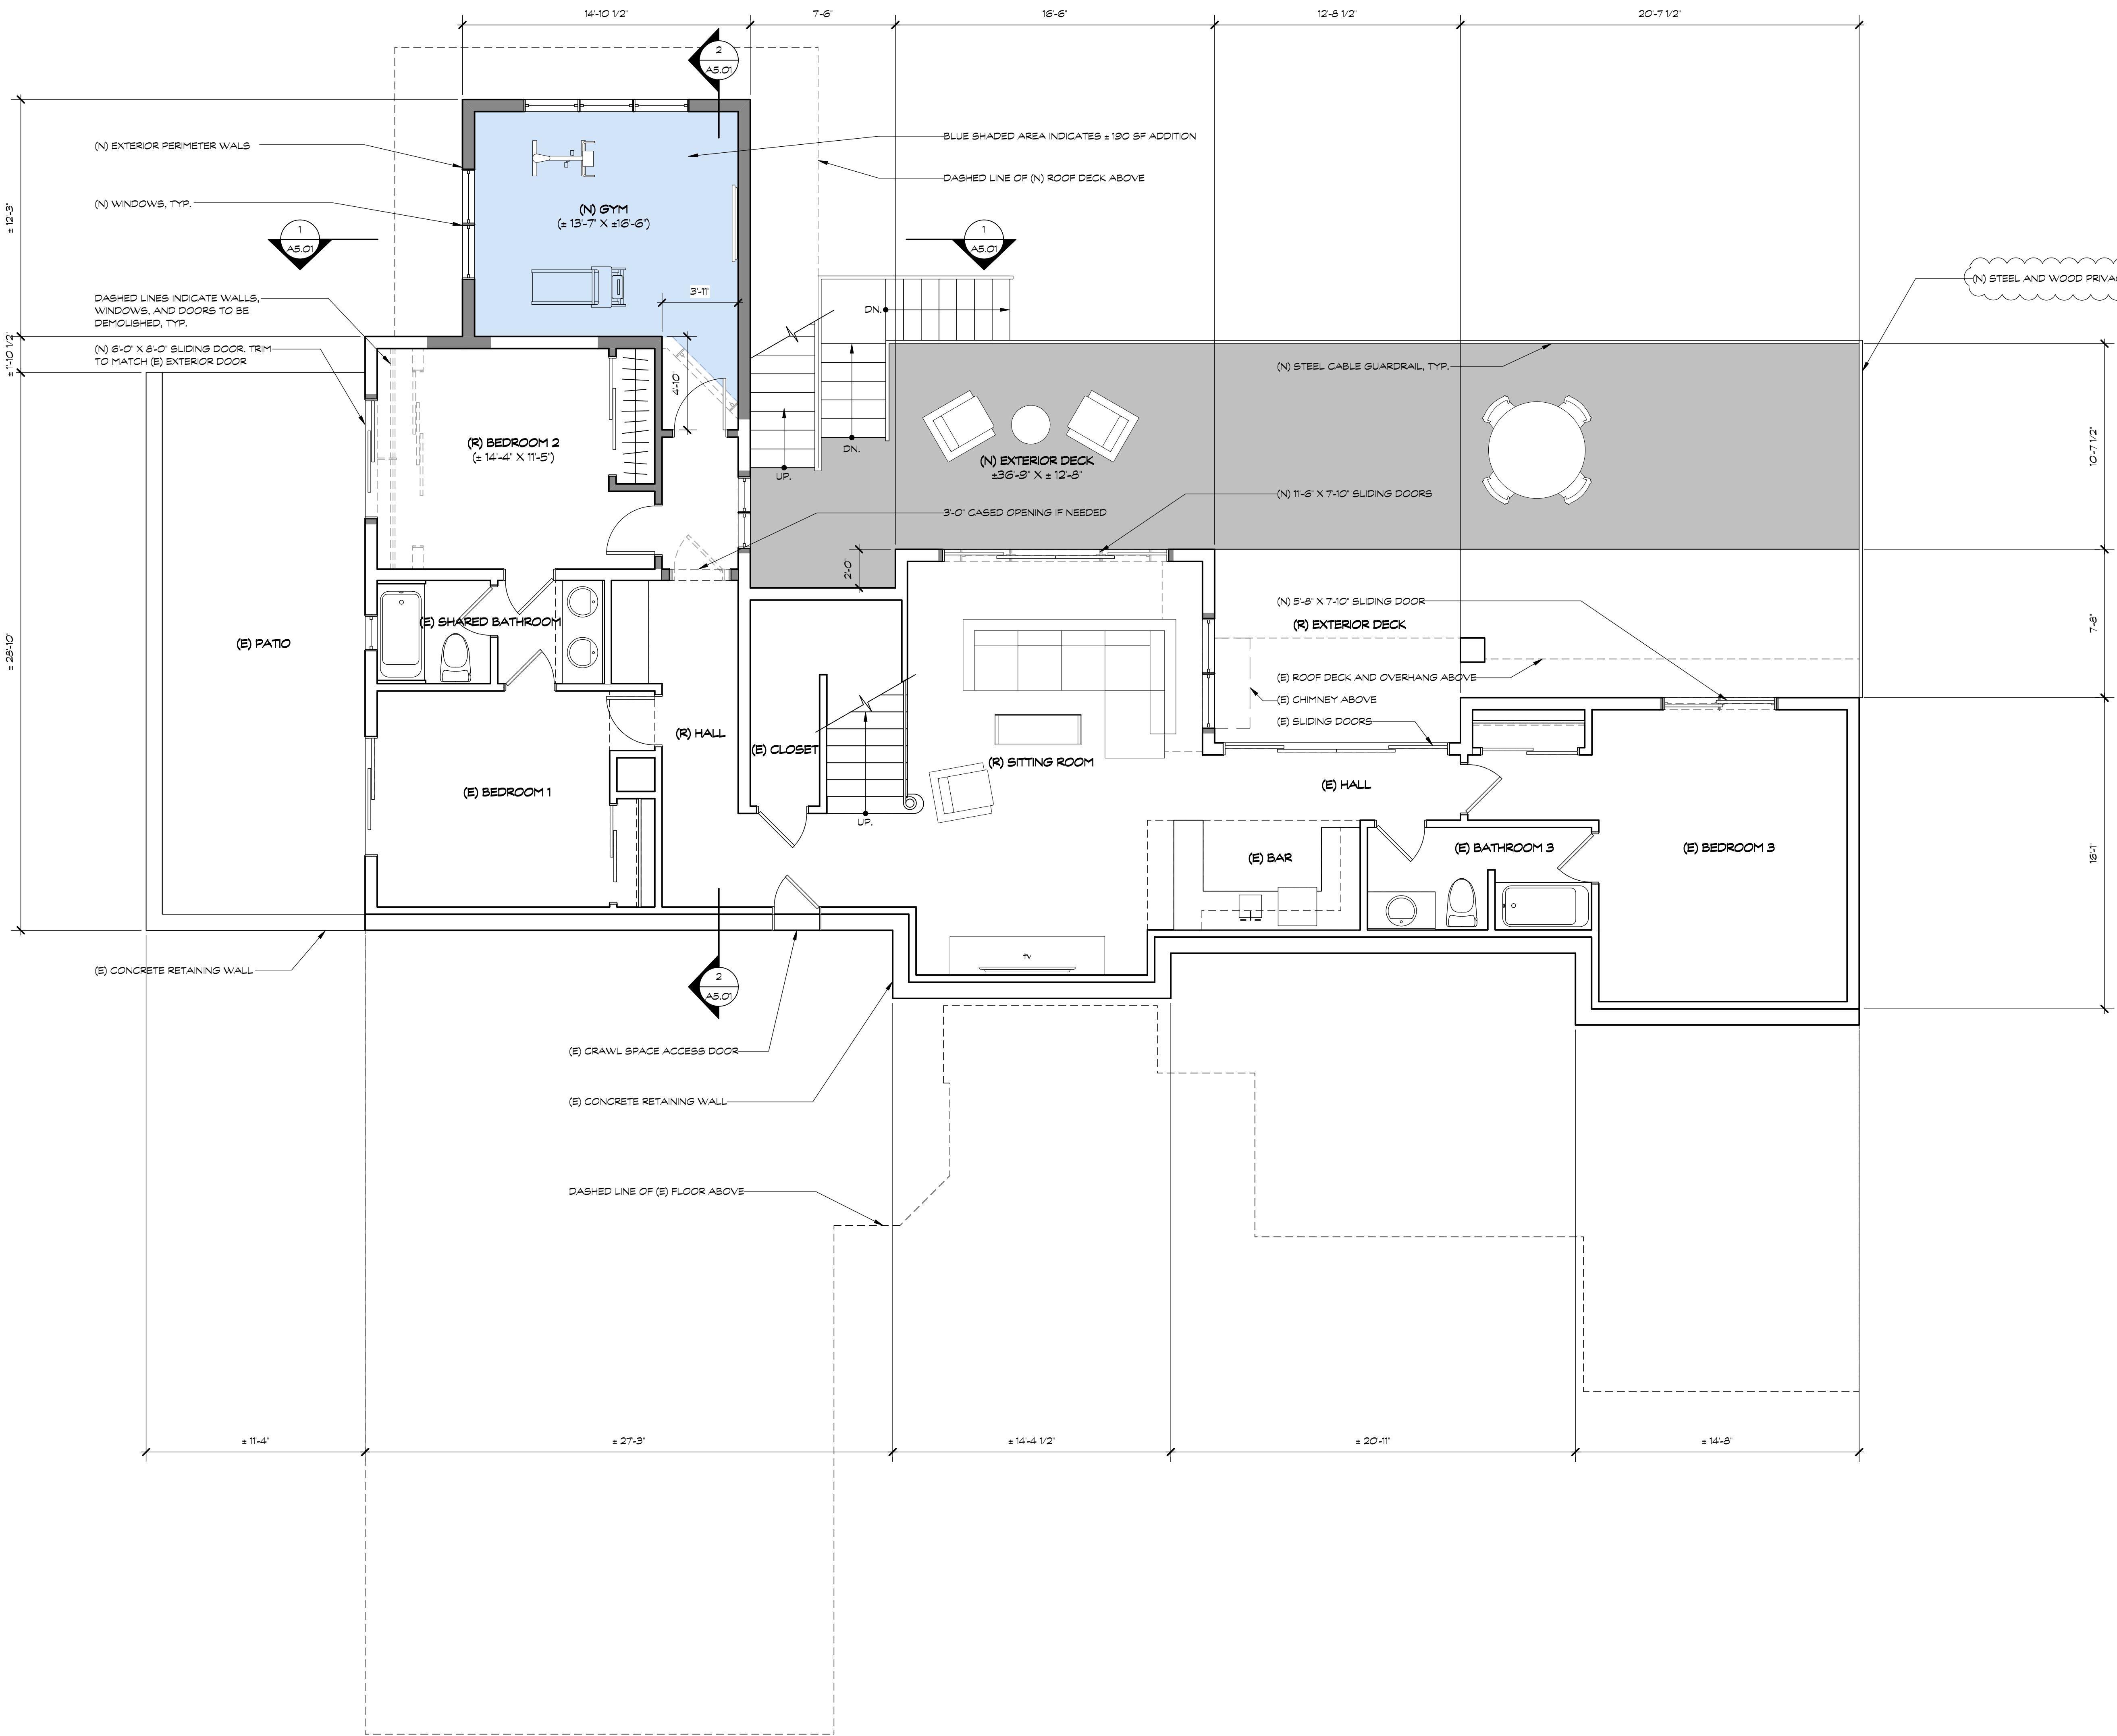 14'-10 1/2"
7'-6"
16'-6"
12'-8 1/2"
20'-7 1/2"
2
A5.01
(N) EXTERIOR PERIMETER WALS
BLUE SHADED AREA INDICATES ± 190 SF ADDITION
DASHED LINE OF (N) ROOF DECK ABOVE
(N) WINDOWS, TYP.
(N) GYM
(± 13'-7" X ±16'-6")
± 12'-3"
1
A5.01
1
A5.01
(N) STEEL AND WOOD PRIVA
DASHED LINES INDICATE WALLS,
WINDOWS, AND DOORS TO BE
DEMOLISHED, TYP.
3'-11"
DN.
± 1'-10 1/2"
(N) 6'-0" X 8'-0" SLIDING DOOR. TRIM
TO MATCH (E) EXTERIOR DOOR
4'-10"
(N) STEEL CABLE GUARDRAIL, TYP.
(R) BEDROOM 2
(± 14'-4" X 11'-5")
DN.
UP.
(N) EXTERIOR DECK
±36'-9" X ± 12'-8"
10'-7 1/2"
(N) 11'-6" X 7'-10" SLIDING DOORS
3'-0" CASED OPENING IF NEEDED
2'-0"
(N) 5'-8" X 7'-10" SLIDING DOOR
(E) SHARED BATHROOM
(R) EXTERIOR DECK
7'-8"
(E) PATIO
± 28'-10"
(E) ROOF DECK AND OVERHANG ABOVE
(E) CHIMNEY ABOVE
(E) SLIDING DOORS
(R) HALL
(E) CLOSET
(R) SITTING ROOM
(E) HALL
(E) BEDROOM 1
UP.
(E) BAR
(E) BATHROOM 3
(E) BEDROOM 3
16'-1"
tv
(E) CONCRETE RETAINING WALL
2
A5.01
(E) CRAWL SPACE ACCESS DOOR
(E) CONCRETE RETAINING WALL
DASHED LINE OF (E) FLOOR ABOVE
± 11'-4"
± 27'-3"
± 14'-4 1/2"
± 20'-11"
± 14'-8"